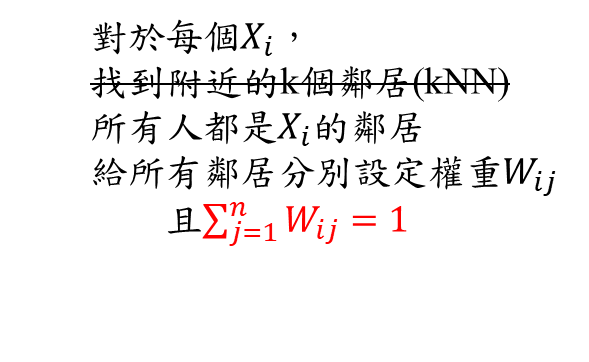 對於每個Xᵢ，
找到附近的k個鄰居(kNN)
所有人都是Xᵢ的鄰居
給所有鄰居分別設定權重Wᵢⱼ
且∑ⁿⱼ₌₁ Wᵢⱼ = 1